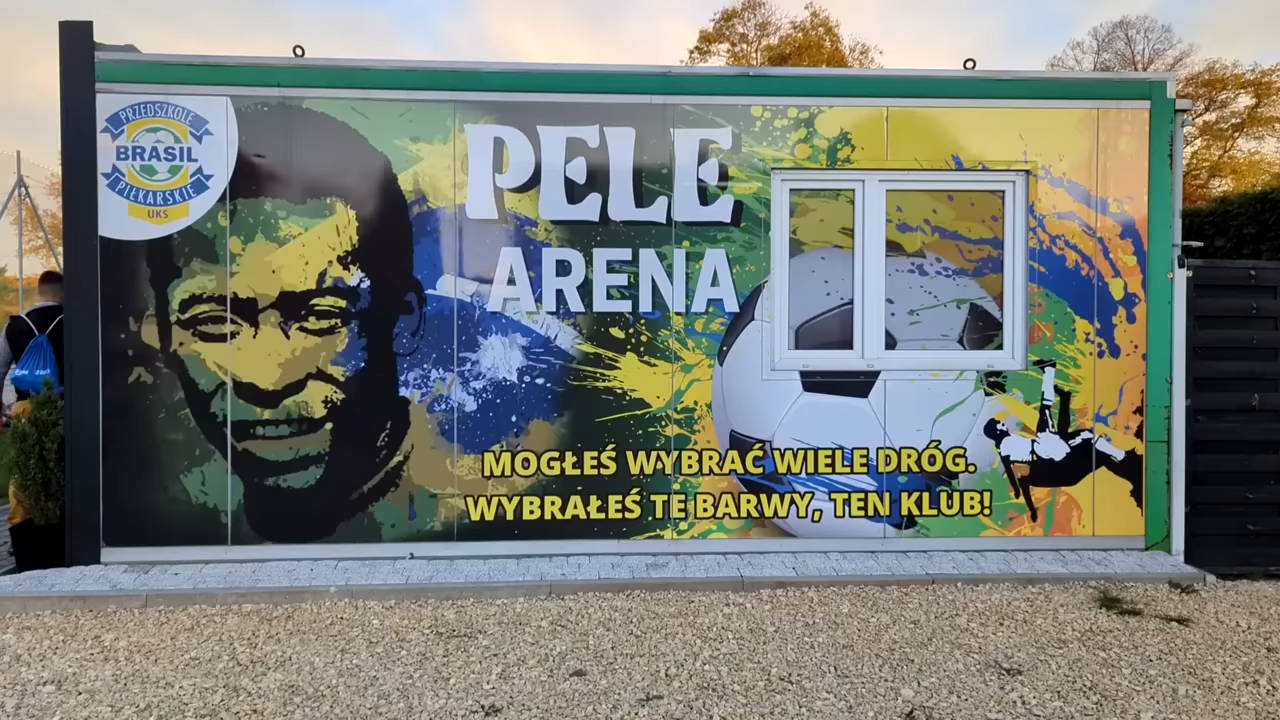 PRZEDSZKOLE
BRASIL
PIŁKARSKIE
UKS
PELE
ARENA
MOGŁEŚ WYBRAĆ WIELE DRÓG.
WYBRAŁEŚ TE BARWY, TEN KLUB!